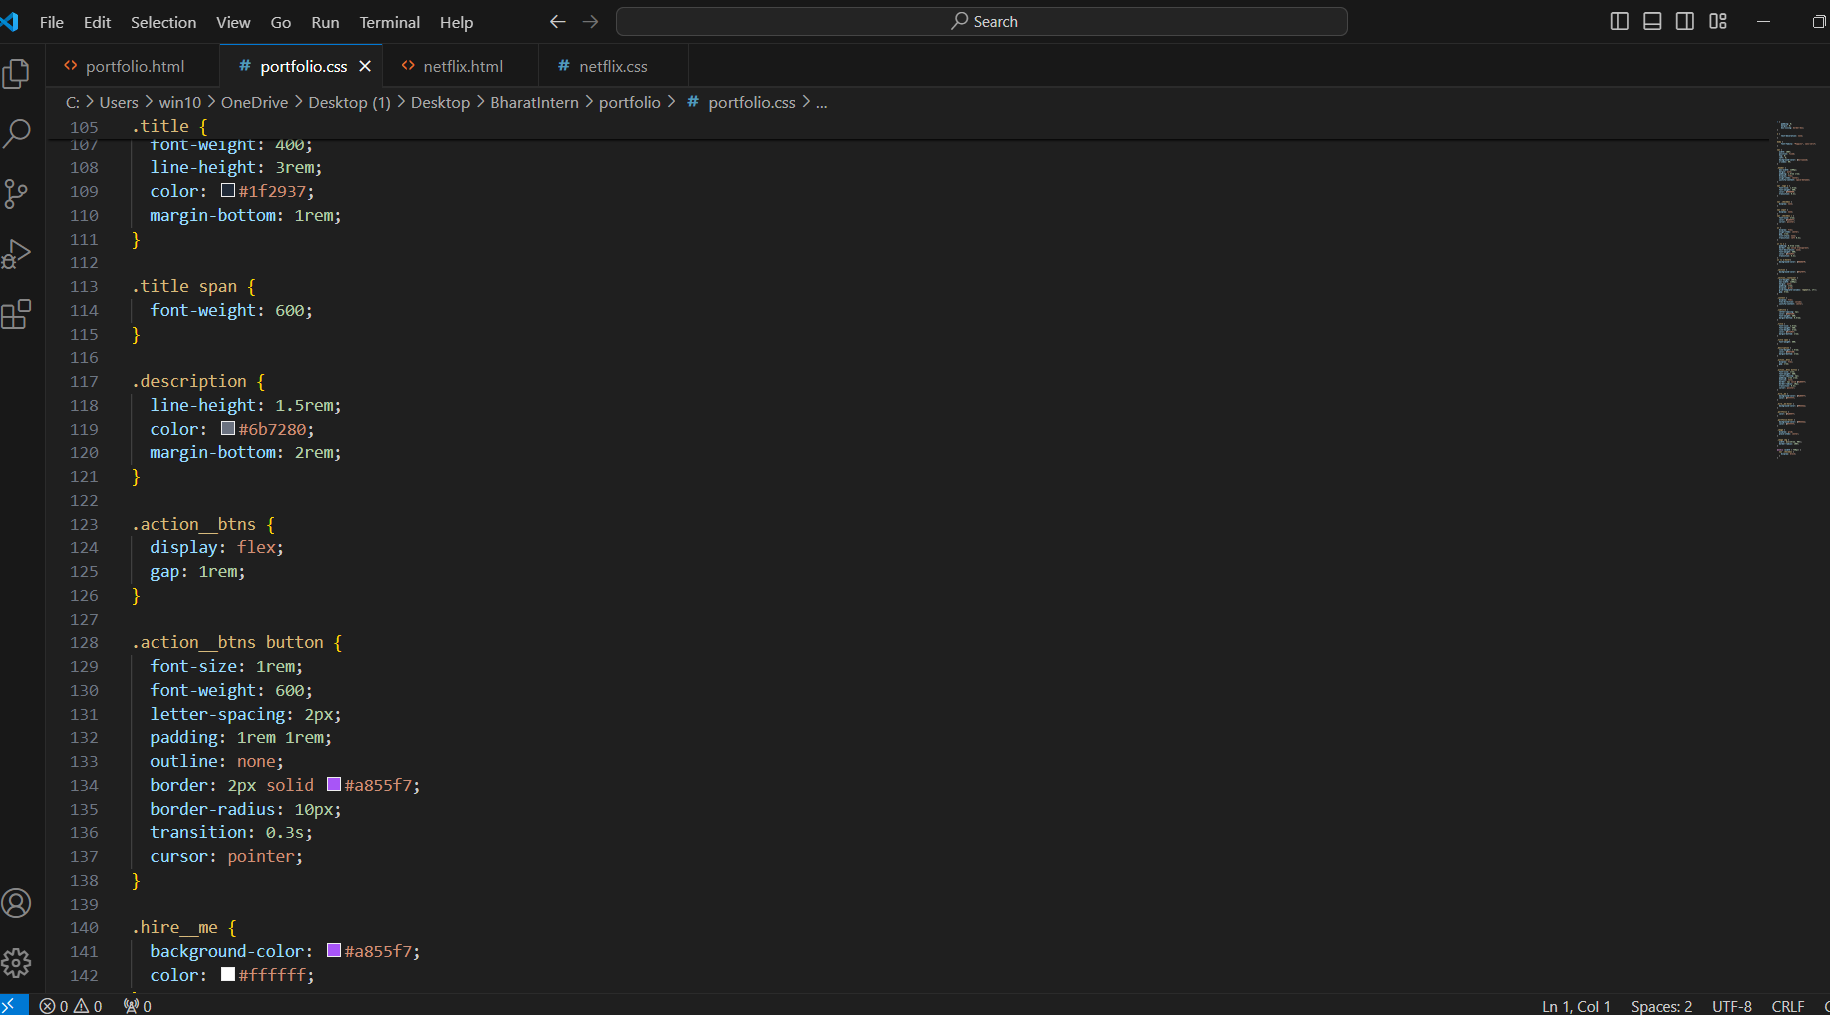 File Edit Selection View Go Run Terminal Help
Search
portfolio.html
# portfolio.css
netflix.html
# netflix.css
C: > Users > win10 > OneDrive > Desktop (1) > Desktop > BharatIntern > portfolio > # portfolio.css > ...
105 .title {
107 font-weight: 400;
108 line-height: 3rem;
109 color: #1f2937;
110 margin-bottom: 1rem;
111 }
112
113 .title span {
114 font-weight: 600;
115 }
116
117 .description {
118 line-height: 1.5rem;
119 color: #6b7280;
120 margin-bottom: 2rem;
121 }
122
123 .action__btns {
124 display: flex;
125 gap: 1rem;
126 }
127
128 .action__btns button {
129 font-size: 1rem;
130 font-weight: 600;
131 letter-spacing: 2px;
132 padding: 1rem 1rem;
133 outline: none;
134 border: 2px solid #a855f7;
135 border-radius: 10px;
136 transition: 0.3s;
137 cursor: pointer;
138 }
139
140 .hire__me {
141 background-color: #a855f7;
142 color: #ffffff;
0 0 0
Ln 1, Col 1 Spaces: 2 UTF-8 CRLF